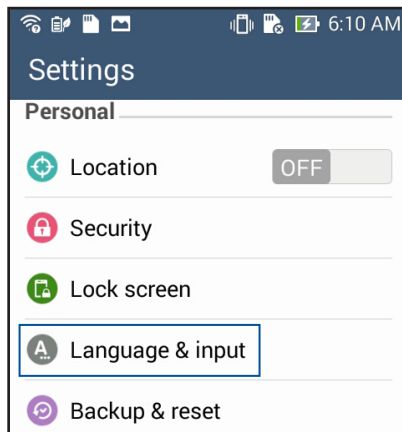 6:10 AM
Settings
Personal
Location OFF
Security
Lock screen
Language & input
Backup & reset